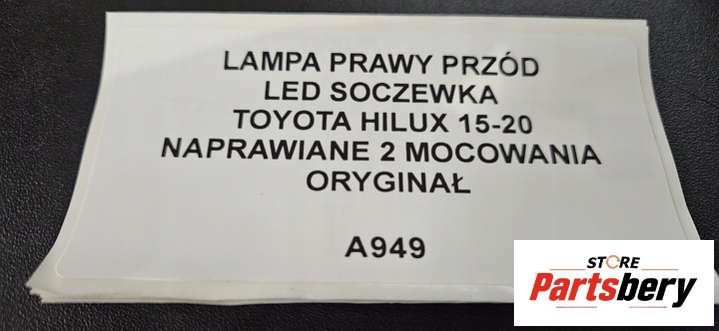 LAMPA PRAWY PRZÓD
LED SOCZEWKA
TOYOTA HILUX 15-20
NAPRAWIANE 2 MOCOWANIA
ORYGINAŁ
A949
STORE
Partsbery